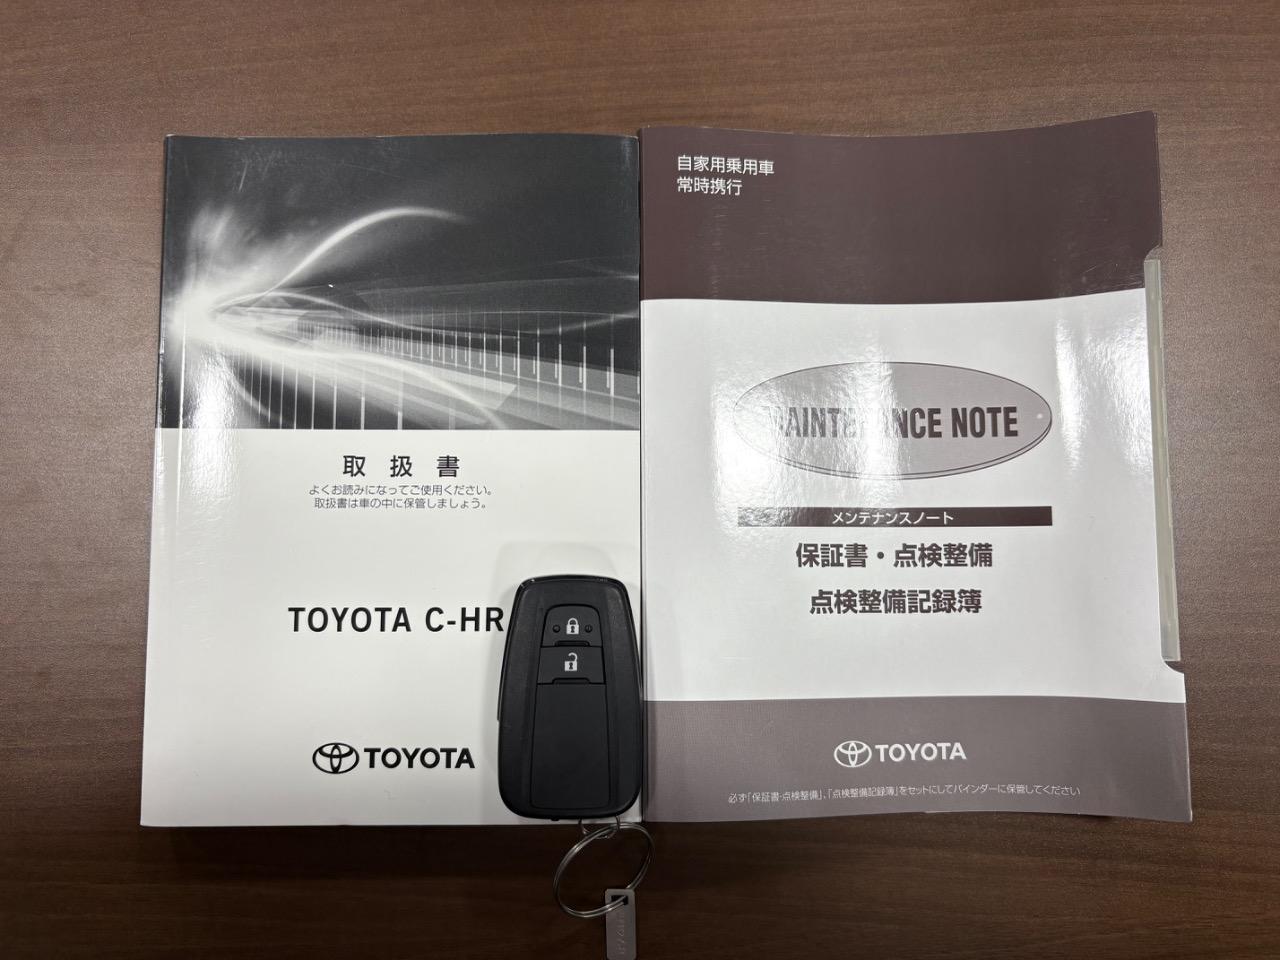 取扱書
よくお読みになってご使用ください。
取扱書は車の中に保管しましょう。
TOYOTA C-HR
TOYOTA
自家用乗用車
常時携行
MAINTENANCE NOTE
メンテナンスノート
保証書・点検整備
点検整備記録簿
TOYOTA
必ず「保証書・点検整備」、「点検整備記録簿」をセットにしてバインダーに保管してください